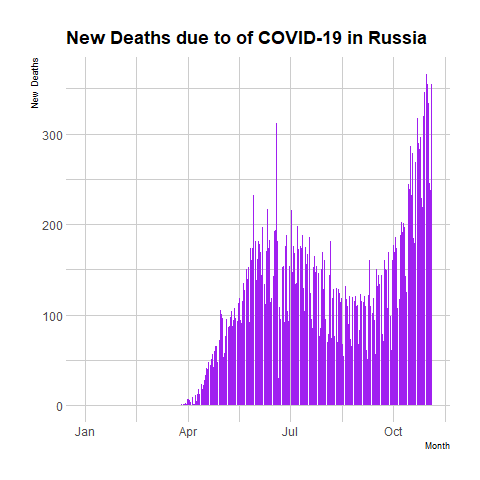 New Deaths due to of COVID-19 in Russia
New Deaths
300
200
100
0
Jan Apr Jul Oct
Month